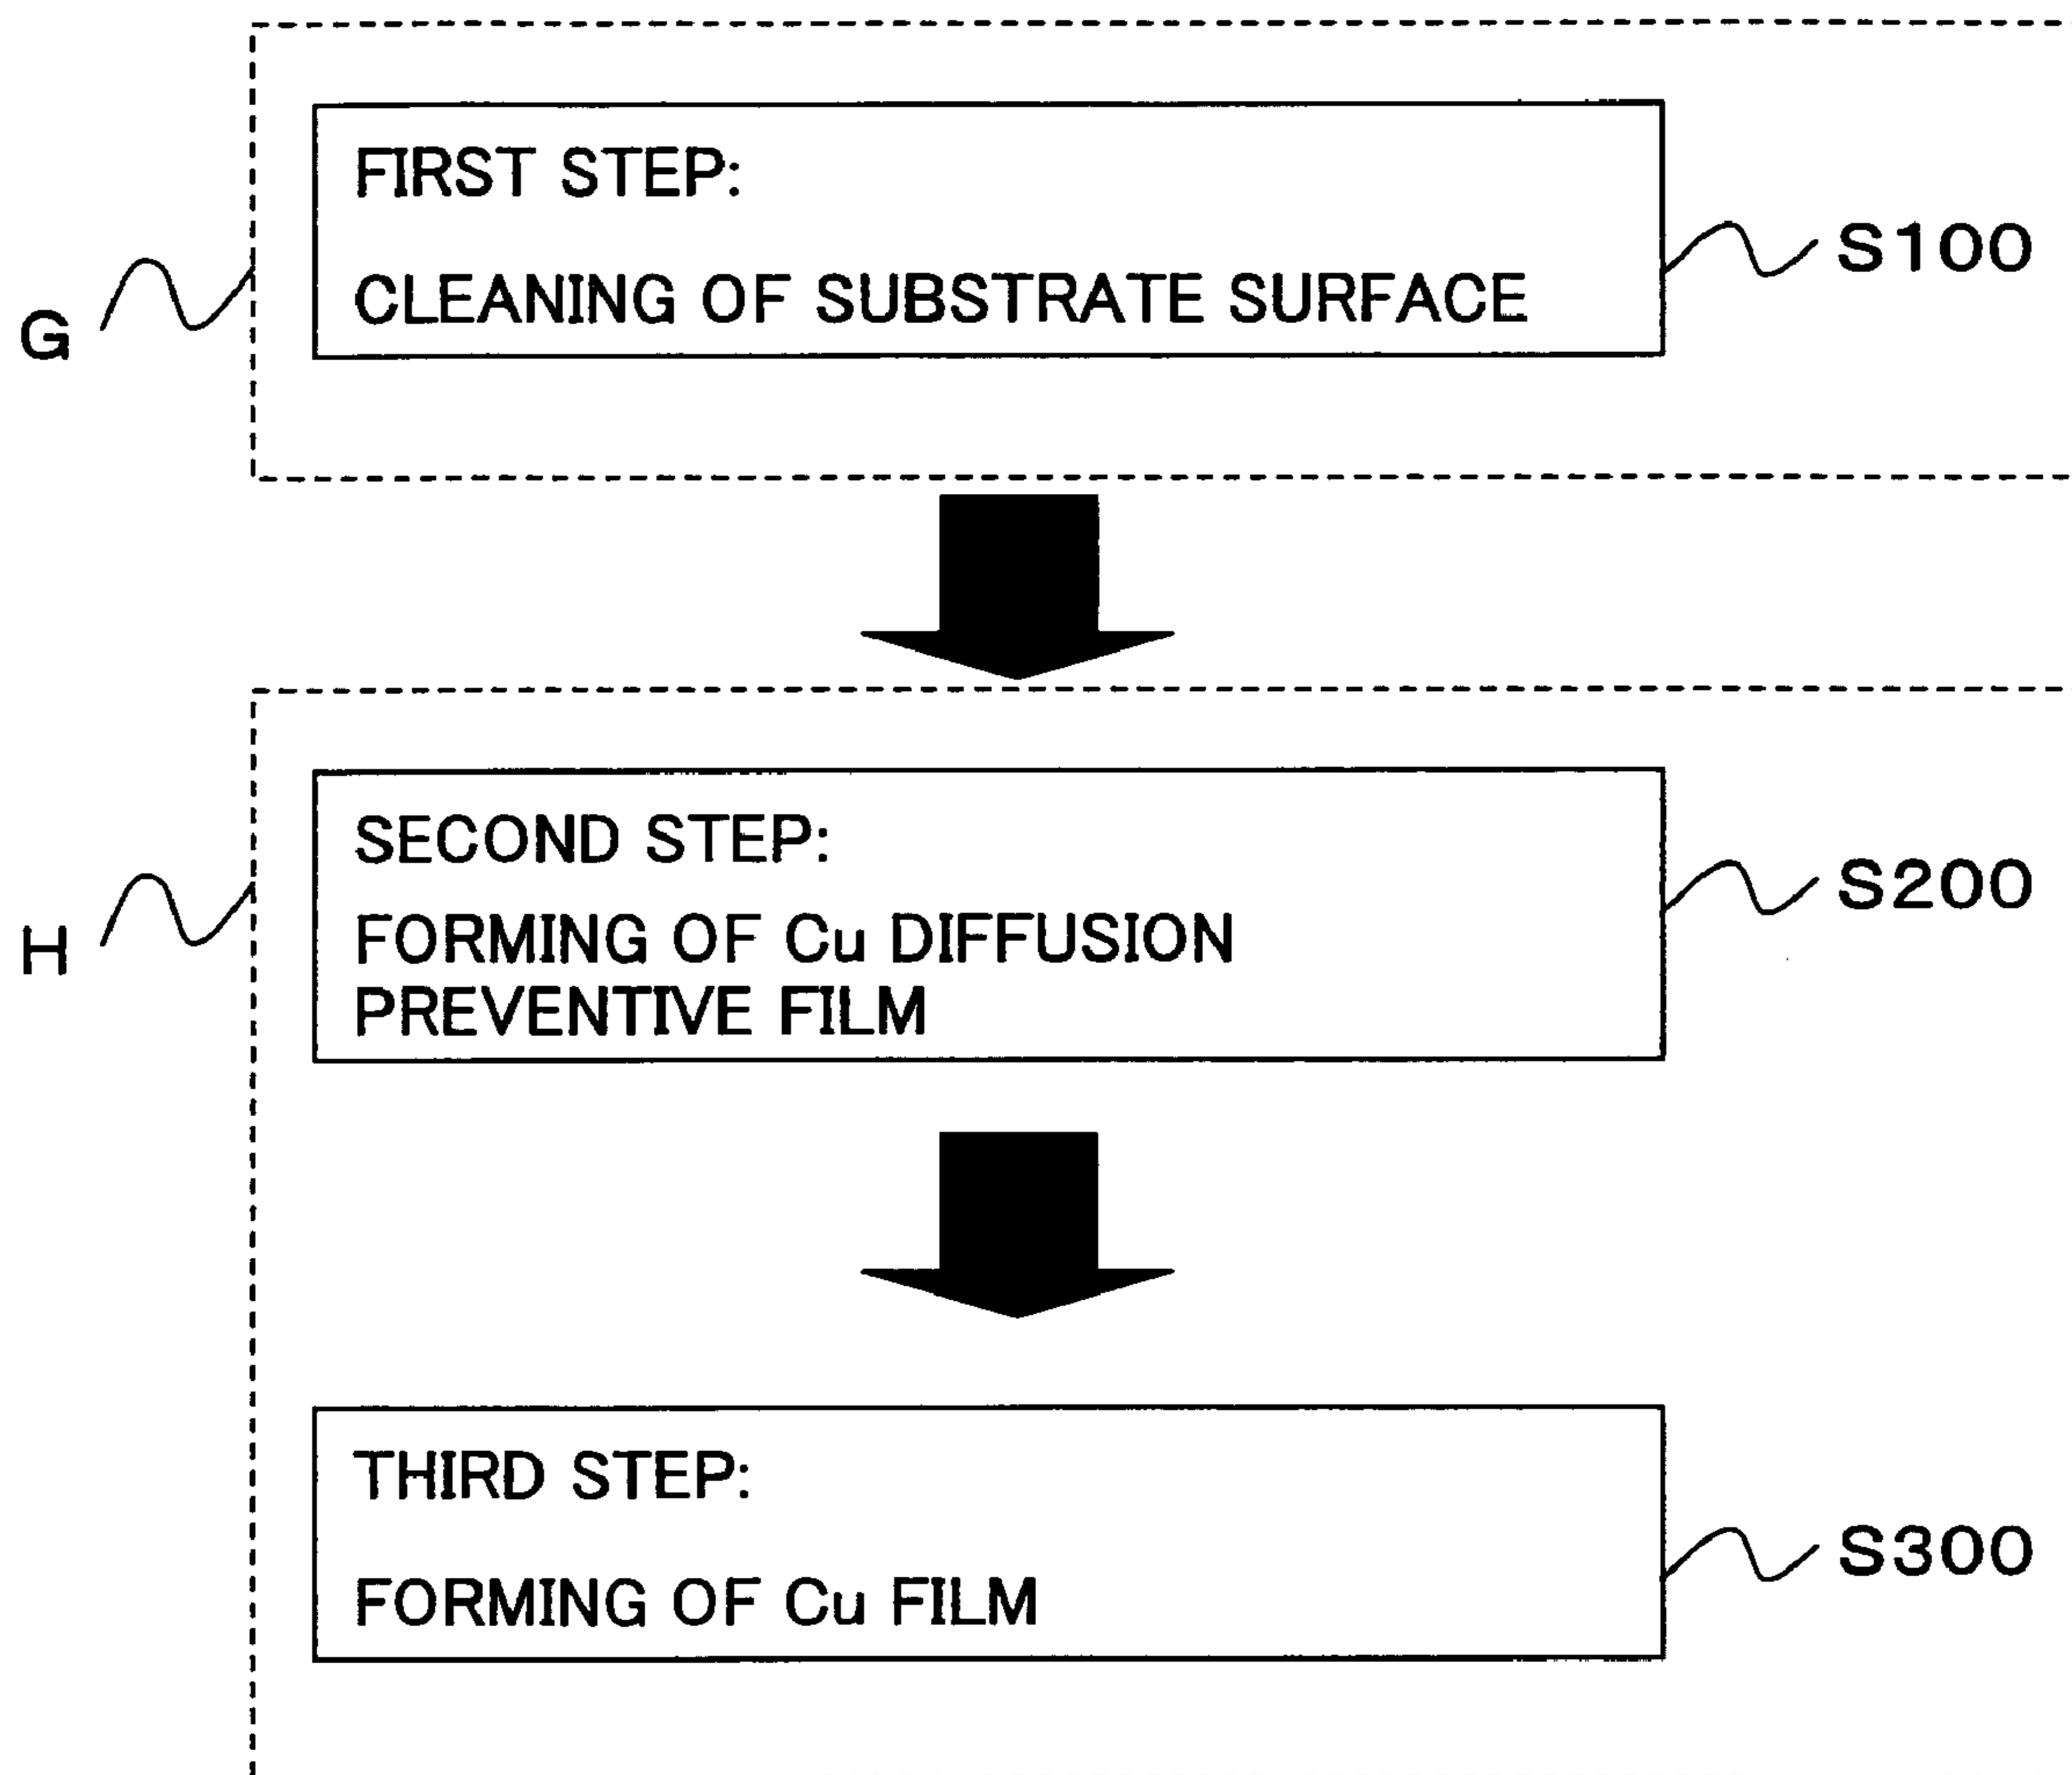 FIRST STEP:
CLEANING OF SUBSTRATE SURFACE
S100
G
SECOND STEP:
FORMING OF Cu DIFFUSION
PREVENTIVE FILM
S200
H
THIRD STEP:
FORMING OF Cu FILM
S300